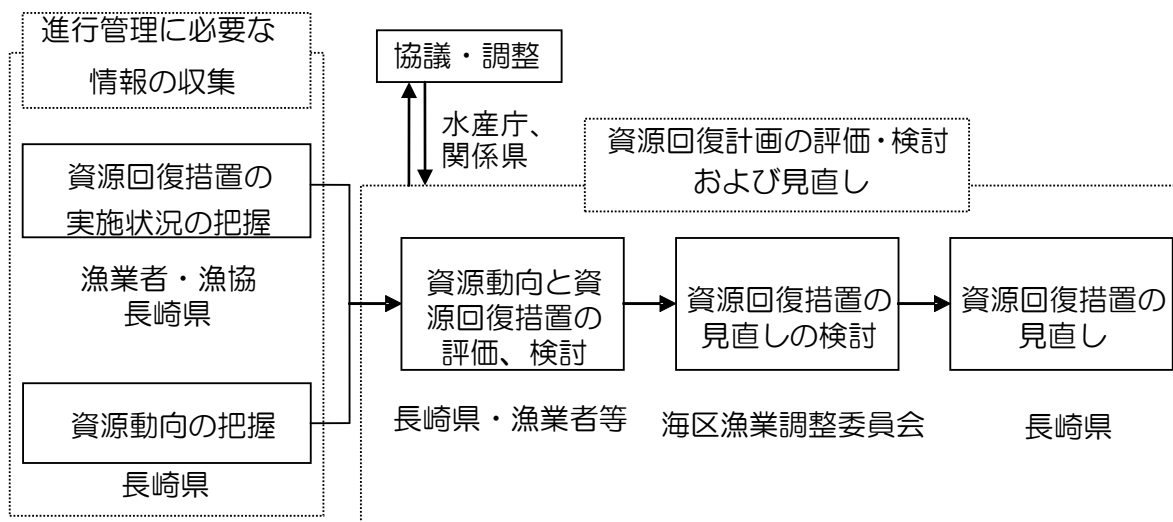 進行管理に必要な
情報の収集
資源回復措置の
実施状況の把握
漁業者・漁協
長崎県
資源動向の把握
長崎県
協議・調整
水産庁、
関係県
資源回復計画の評価・検討
および見直し
資源動向と資
源回復措置の
評価、検討
長崎県・漁業者等
資源回復措置の
見直しの検討
海区漁業調整委員会
資源回復措置の
見直し
長崎県